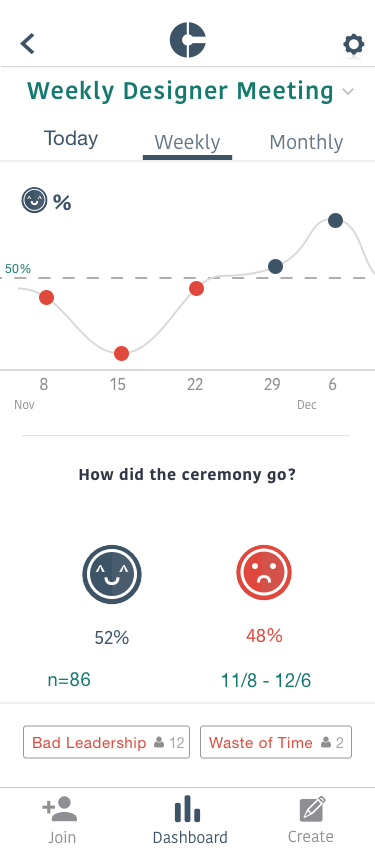 Weekly Designer Meeting
Today Weekly Monthly
%
50%
8 15 22 29 6
Nov Dec
How did the ceremony go?
52% 48%
n=86 11/8 - 12/6
Bad Leadership 12 Waste of Time 2
Join Dashboard Create